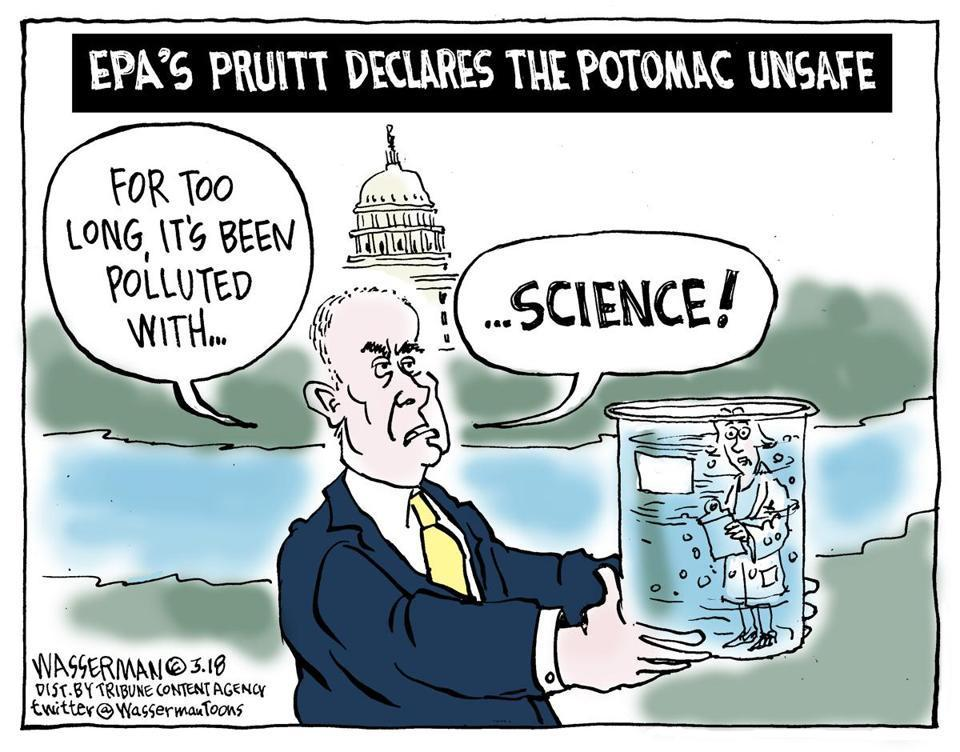 EPA'S PRUITT DECLARES THE POTOMAC UNSAFE
FOR TOO
LONG, IT'S BEEN
POLLUTED
WITH...
...SCIENCE!
WASSERMAN © 3.18
DIST. BY TRIBUNE CONTENT AGENCY
twitter@WassermanToons